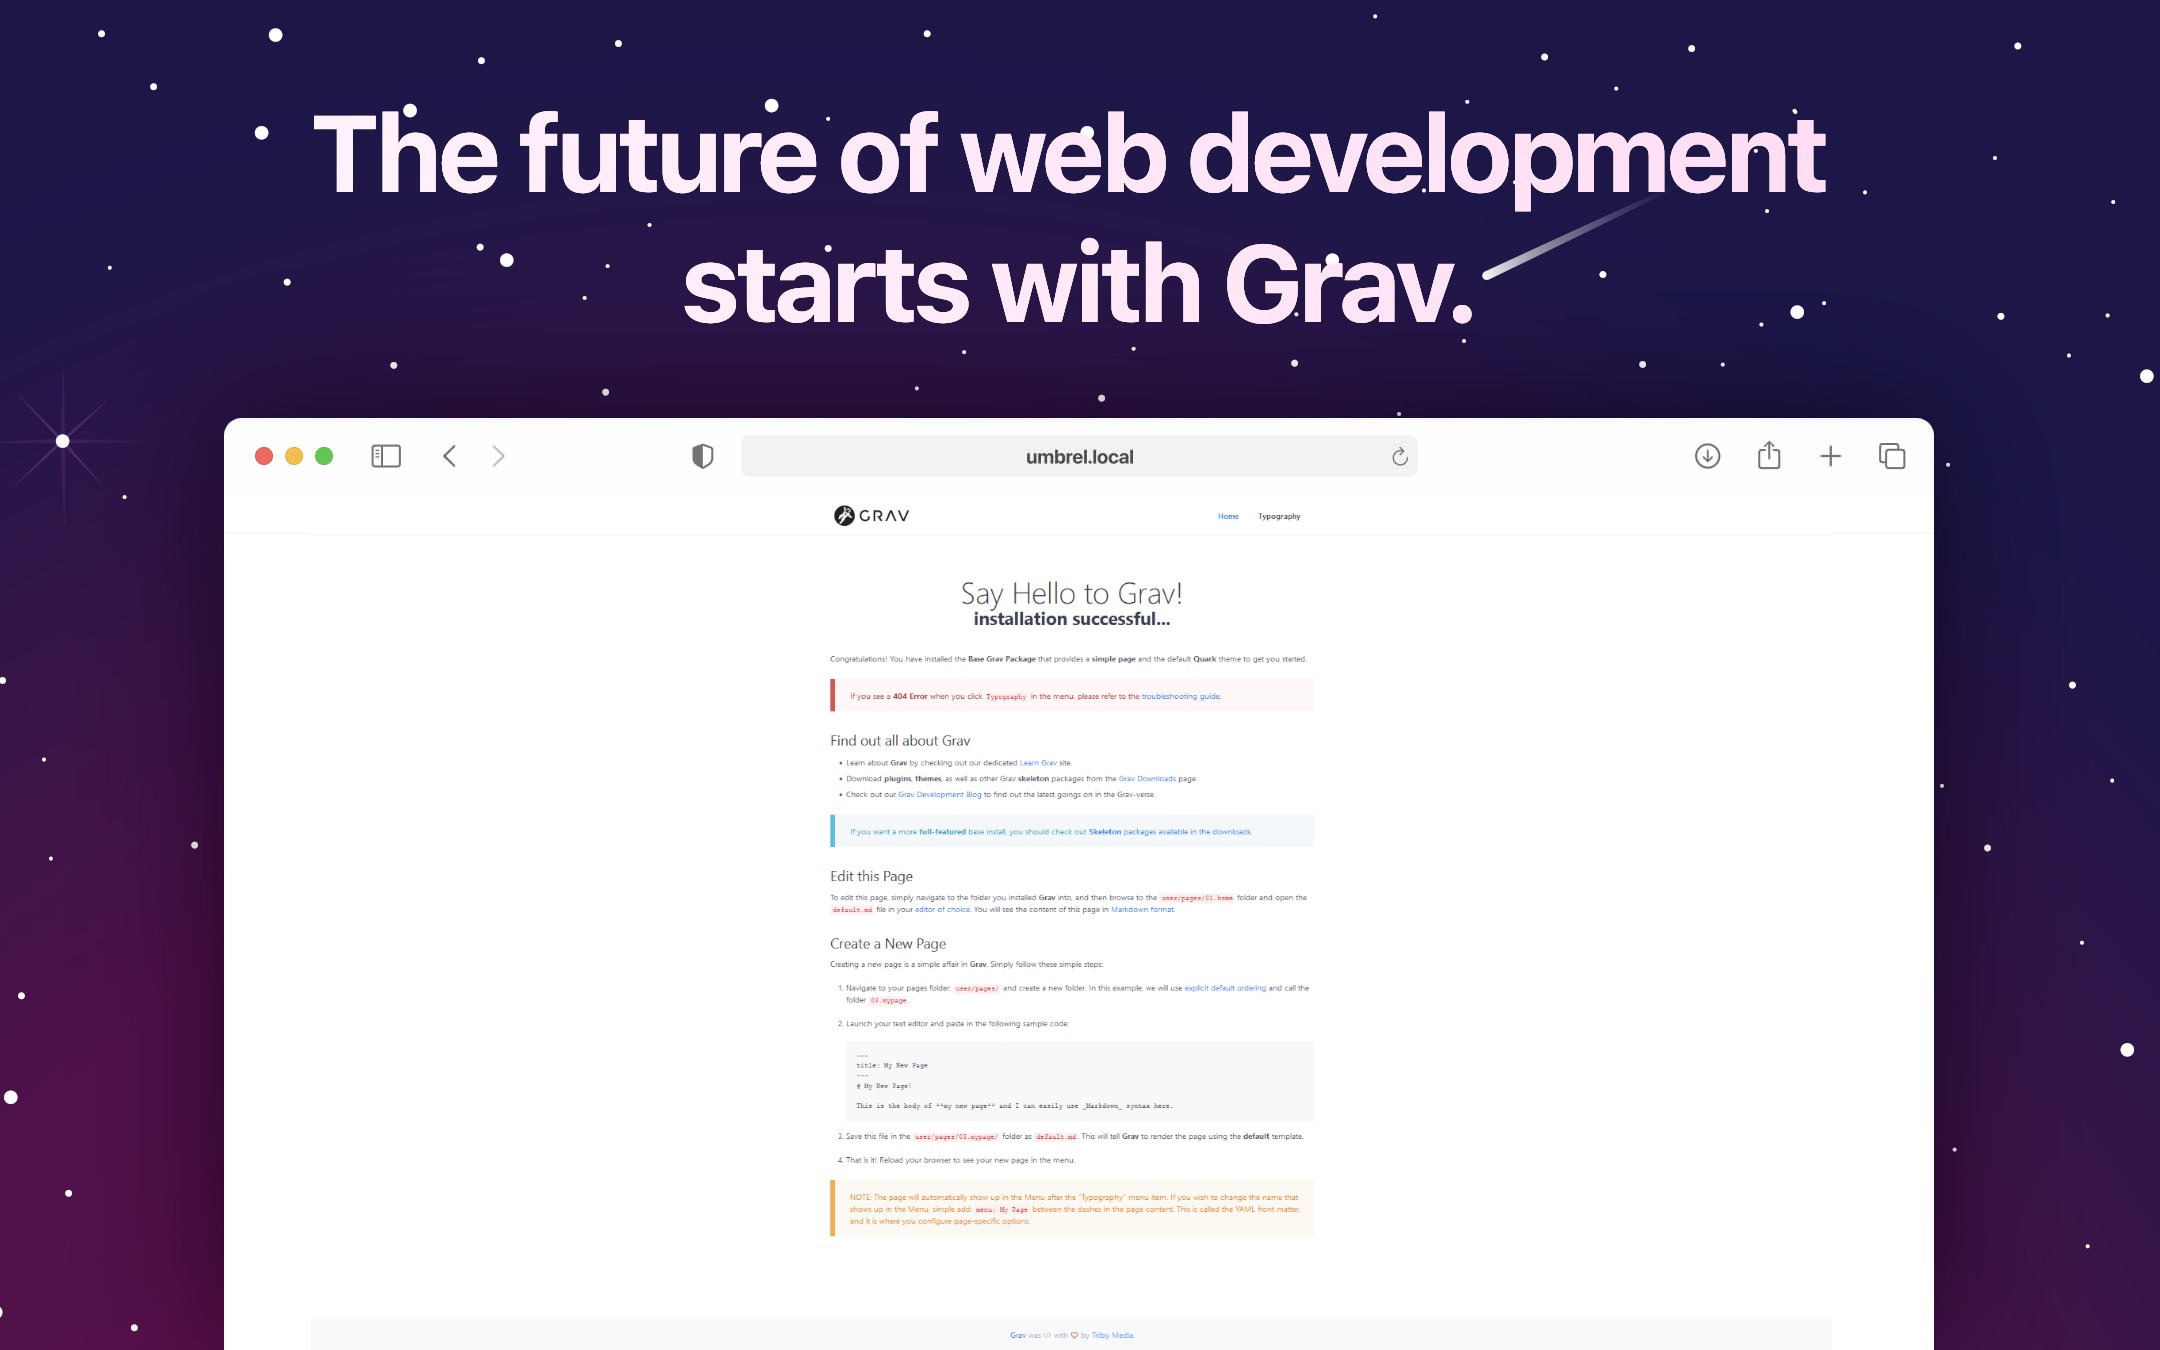 The future of web development
starts with Grav.
umbrel.local
GRAV
Home Typography
Say Hello to Grav!
installation successful...
Congratulations! You have installed the Base Grav Package that provides a simple page and the default Quark theme to get you started.
If you see a 404 Error when you click Typography in the menu, please refer to the troubleshooting guide.
Find out all about Grav
• Learn about Grav by checking out our dedicated Learn Grav site.
• Download plugins, themes, as well as other Grav skeleton packages from the Grav Downloads page.
• Check out our Grav Development Blog to find out the latest goings on in the Grav-verse.
If you want a more full-featured base install, you should check out Skeleton packages available in the downloads.
Edit this Page
To edit this page, simply navigate to the folder you installed Grav into, and then browse to the user/pages/01.home folder and open the
default.md file in your editor of choice. You will see the content of this page in Markdown format.
Create a New Page
Creating a new page is a simple affair in Grav. Simply follow these simple steps:
1. Navigate to your pages folder: user/pages/ and create a new folder. In this example, we will use explicit default ordering and call the
folder 03.mypage.
2. Launch your text editor and paste in the following sample code:
---
title: My New Page
---
# My New Page!
This is the body of **my new page** and I can easily use _Markdown_ syntax here.
3. Save this file in the user/pages/03.mypage/ folder as default.md. This will tell Grav to render the page using the default template.
4. That is it! Reload your browser to see your new page in the menu.
NOTE: The page will automatically show up in the Menu after the "Typography" menu item. If you wish to change the name that
shows up in the Menu, simple add: menu: My Page between the dashes in the page content. This is called the YAML front matter,
and it is where you configure page-specific options.
Grav was </> with ♡ by Trilby Media.